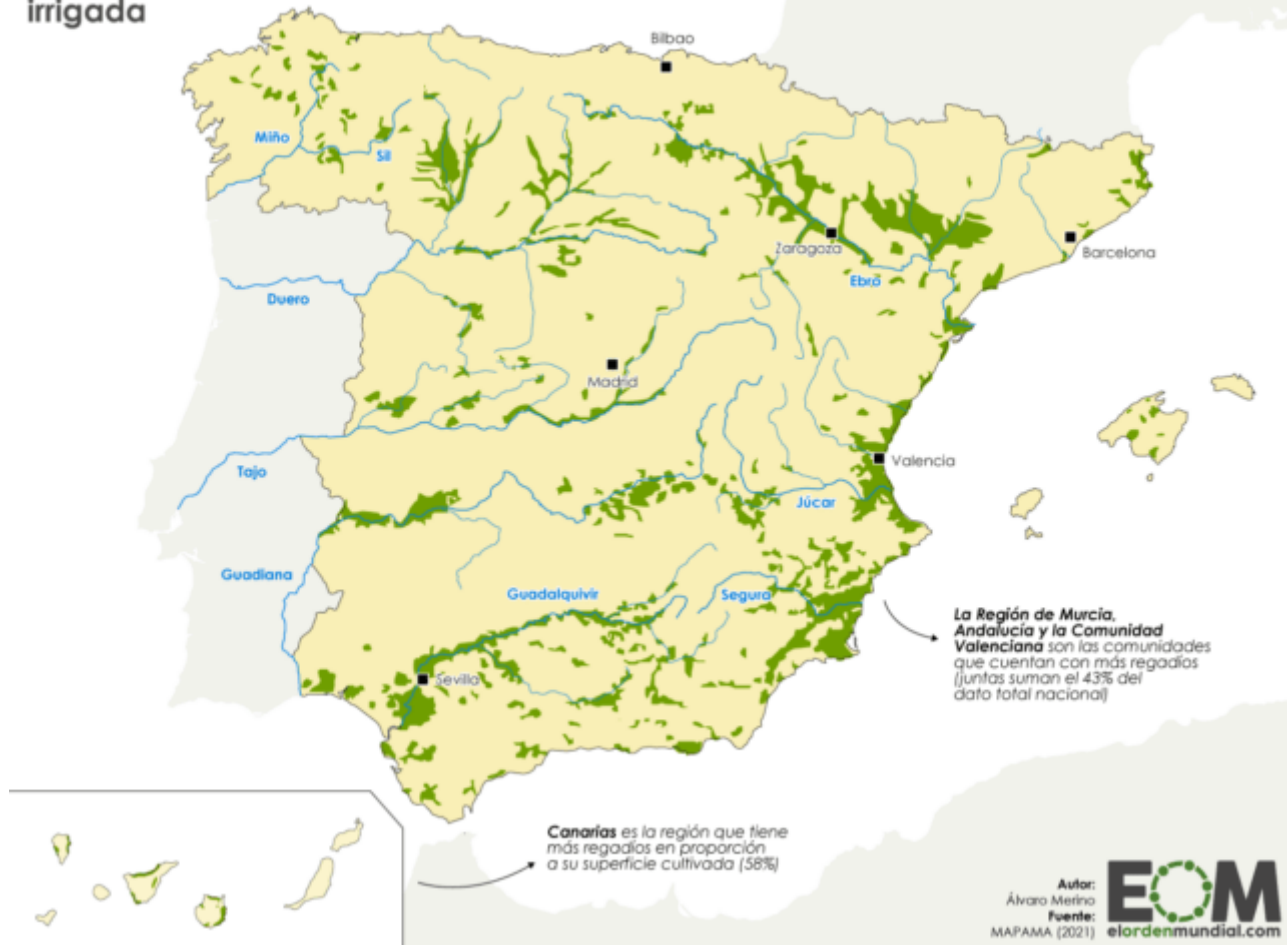 irrigada
Bilbao
Miño
Sil
Zaragoza
Barcelona
Ebro
Duero
Madrid
Valencia
Tajo
Júcar
Guadiana
Guadalquivir
Segura
Sevilla
La Región de Murcia,
Andalucía y la Comunidad
Valenciana son las comunidades
que cuentan con más regadíos
(juntas suman el 43% del
dato total nacional)
Canarias es la región que tiene
más regadíos en proporción
a su superficie cultivada (58%)
Autor:
Álvaro Merino
Fuente:
MAPAMA (2021)
EOM
elordenmundial.com